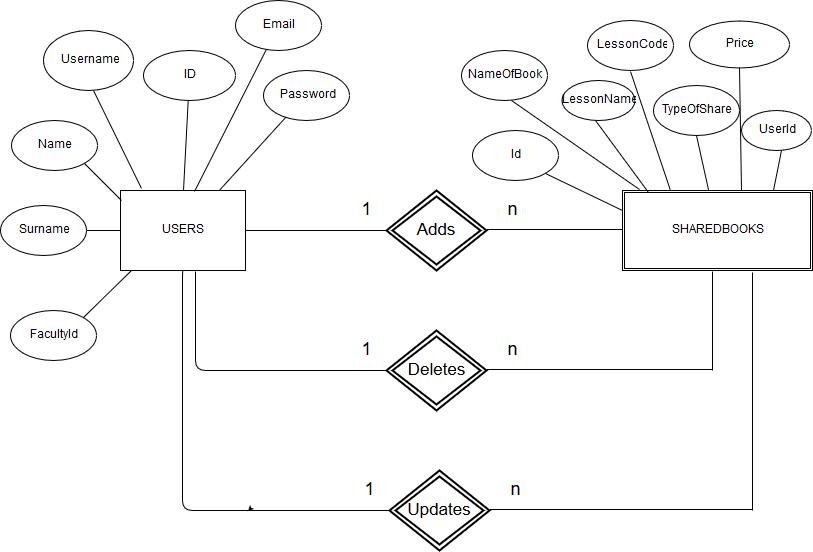 Email
Username
ID
Password
Name
Surname
FacultyId
USERS
LessonCode
Price
NameOfBook
LessonName
TypeOfShare
UserId
Id
SHAREDBOOKS
1
Adds
n
1
Deletes
n
1
Updates
n